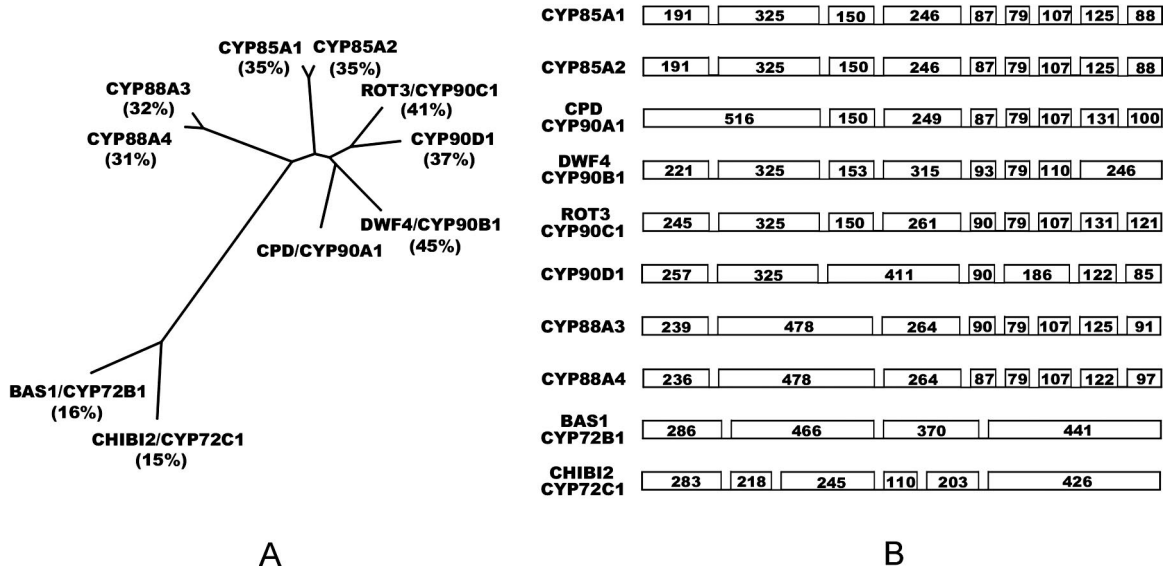 CYP85A1 CYP85A2
(35%) (35%)
CYP88A3
(32%)
ROT3/CYP90C1
(41%)
CYP88A4
(31%)
CYP90D1
(37%)
DWF4/CYP90B1
(45%)
CPD/CYP90A1
BAS1/CYP72B1
(16%)
CHIBI2/CYP72C1
(15%)
A
CYP85A1 191 325 150 246 87 79 107 125 88
CYP85A2 191 325 150 246 87 79 107 125 88
CPD
CYP90A1 516 150 249 87 79 107 131 100
DWF4
CYP90B1 221 325 153 315 93 79 110 246
ROT3
CYP90C1 245 325 150 261 90 79 107 131 121
CYP90D1 257 325 411 90 186 122 85
CYP88A3 239 478 264 90 79 107 125 91
CYP88A4 236 478 264 87 79 107 122 97
BAS1
CYP72B1 286 466 370 441
CHIBI2
CYP72C1 283 218 245 110 203 426
B